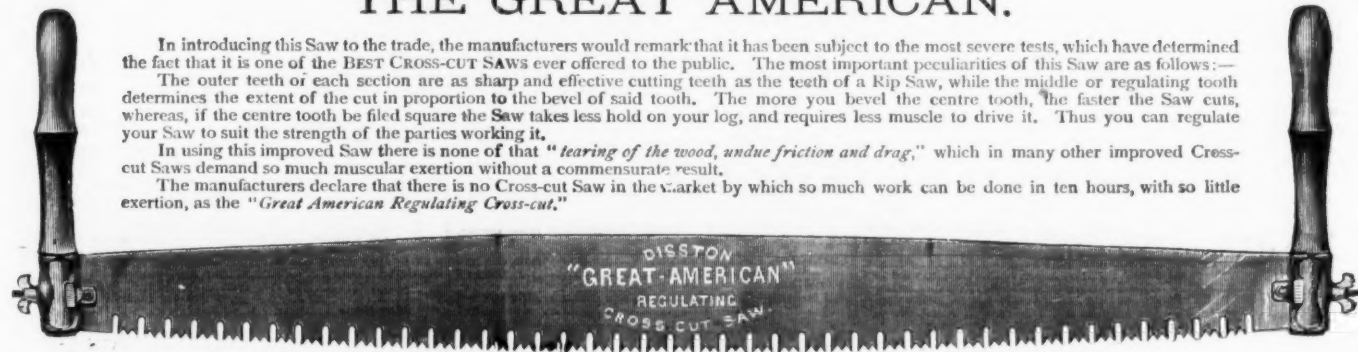 THE GREAT AMERICAN.
In introducing this Saw to the trade, the manufacturers would remark that it has been subject to the most severe tests, which have determined
the fact that it is one of the BEST CROSS-CUT SAWS ever offered to the public. The most important peculiarities of this Saw are as follows:—
The outer teeth of each section are as sharp and effective cutting teeth as the teeth of a Rip Saw, while the middle or regulating tooth
determines the extent of the cut in proportion to the bevel of said tooth. The more you bevel the centre tooth, the faster the Saw cuts,
whereas, if the centre tooth be filed square the Saw takes less hold on your log, and requires less muscle to drive it. Thus you can regulate
your Saw to suit the strength of the parties working it.
In using this improved Saw there is none of that "tearing of the wood, undue friction and drag," which in many other improved Cross-
cut Saws demand so much muscular exertion without a commensurate result.
The manufacturers declare that there is no Cross-cut Saw in the market by which so much work can be done in ten hours, with so little
exertion, as the "Great American Regulating Cross-cut."
DISSTON
"GREAT-AMERICAN"
REGULATING
CROSS CUT SAW.